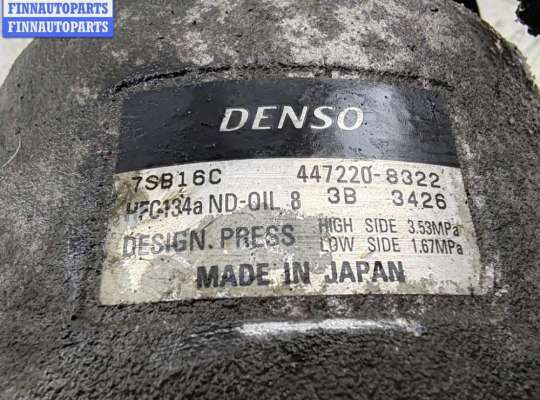 FINNAUTOPARTS
FINNAUTOPARTS
DENSO
7SB16C 447220-8322
HFC134a ND-OIL 8 3B 3426
DESIGN. PRESS HIGH SIDE 3.53MPa
LOW SIDE 1.67MPa
MADE IN JAPAN